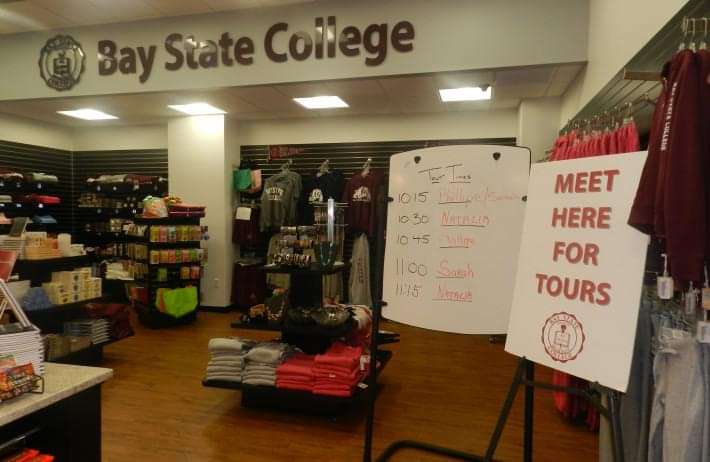 Bay State College
Tour Times
10:15
10:30 NATALIA
10:45
11:00 Sarah
11:15 NATALIA
MEET
HERE
FOR
TOURS